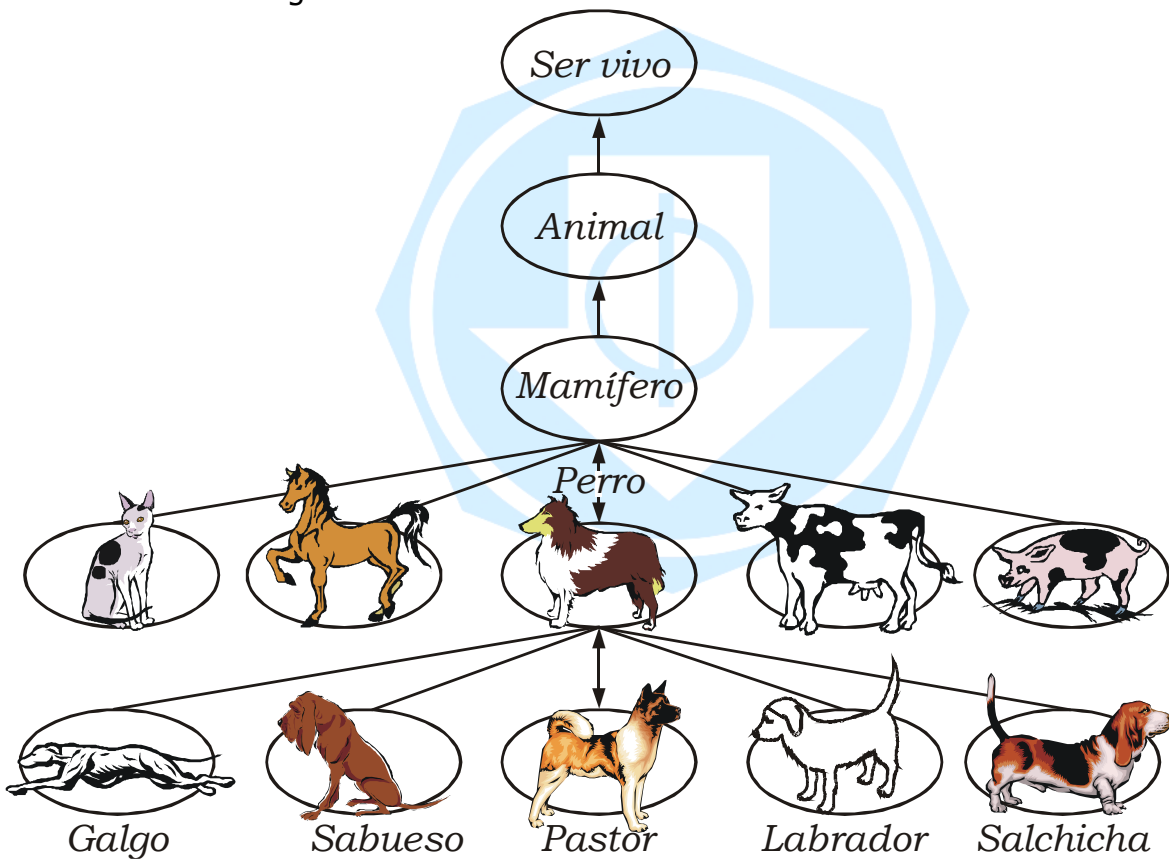 Ser vivo
Animal
Mamífero
Perro
Galgo Sabueso Pastor Labrador Salchicha